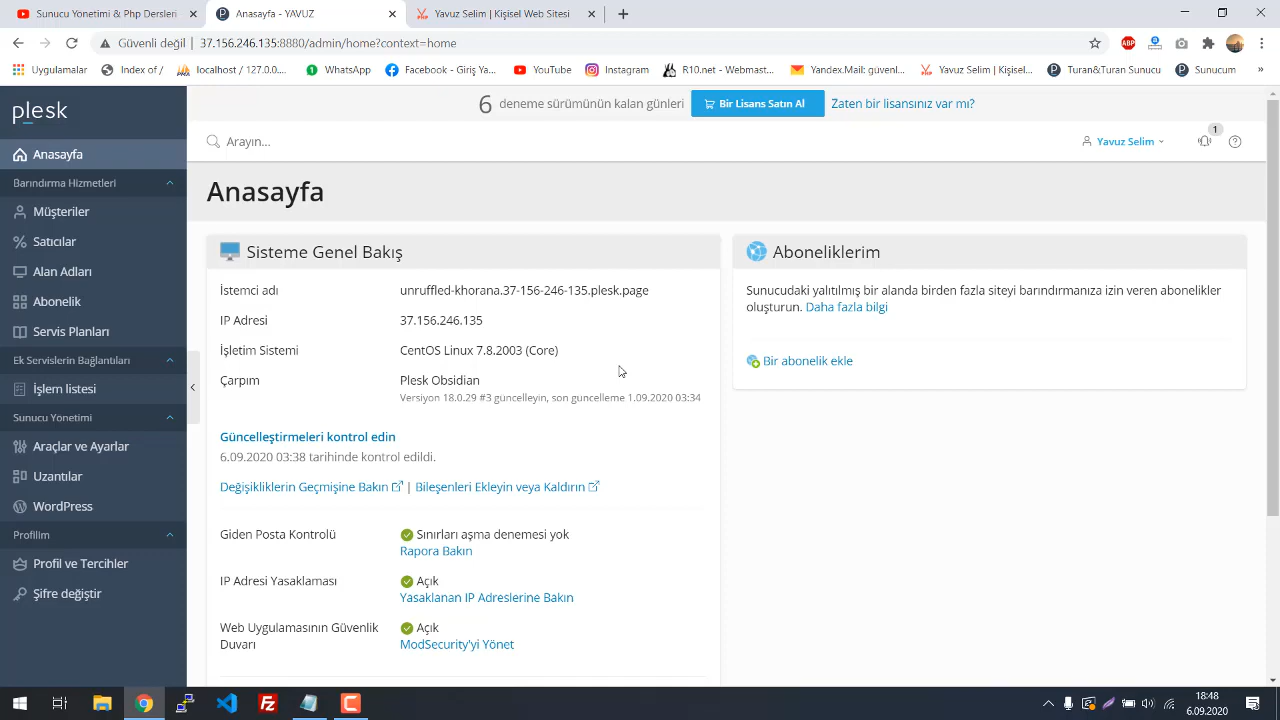 Sunucu Yönetimi & Php Dersleri
Anasayfa - YAVUZ
Yavuz Selim | Kişisel Web Sitesi
Güvenli değil
37.156.246.135:8880/admin/home?context=home
ABP
Uygulamalar
Index of /
localhost / 127.0.0...
WhatsApp
Facebook - Giriş Ya...
YouTube
Instagram
R10.net - Webmast...
Yandex.Mail: güvenl...
Yavuz Selim | Kişisel...
Turan&Turan Sunucu
Sunucum
»
plesk
6 deneme sürümünün kalan günleri
Bir Lisans Satın Al
Zaten bir lisansınız var mı?
Arayın...
Yavuz Selim
1
Anasayfa
Barındırma Hizmetleri
Müşteriler
Satıcılar
Alan Adları
Abonelik
Servis Planları
Ek Servislerin Bağlantıları
İşlem listesi
Sunucu Yönetimi
Araçlar ve Ayarlar
Uzantılar
WordPress
Profilim
Profil ve Tercihler
Şifre değiştir
Anasayfa
Sisteme Genel Bakış
İstemci adı
unruffled-khorana.37-156-246-135.plesk.page
IP Adresi
37.156.246.135
İşletim Sistemi
CentOS Linux 7.8.2003 (Core)
Çarpım
Plesk Obsidian
Versiyon 18.0.29 #3 güncelleyin, son güncelleme 1.09.2020 03:34
Güncelleştirmeleri kontrol edin
6.09.2020 03:38 tarihinde kontrol edildi.
Değişikliklerin Geçmişine Bakın | Bileşenleri Ekleyin veya Kaldırın
Giden Posta Kontrolü
Sınırları aşma denemesi yok
Rapora Bakın
IP Adresi Yasaklaması
Açık
Yasaklanan IP Adreslerine Bakın
Web Uygulamasının Güvenlik
Duvarı
Açık
ModSecurity'yi Yönet
Aboneliklerim
Sunucudaki yalıtılmış bir alanda birden fazla siteyi barındırmanıza izin veren abonelikler
oluşturun. Daha fazla bilgi
Bir abonelik ekle
18:48
6.09.2020